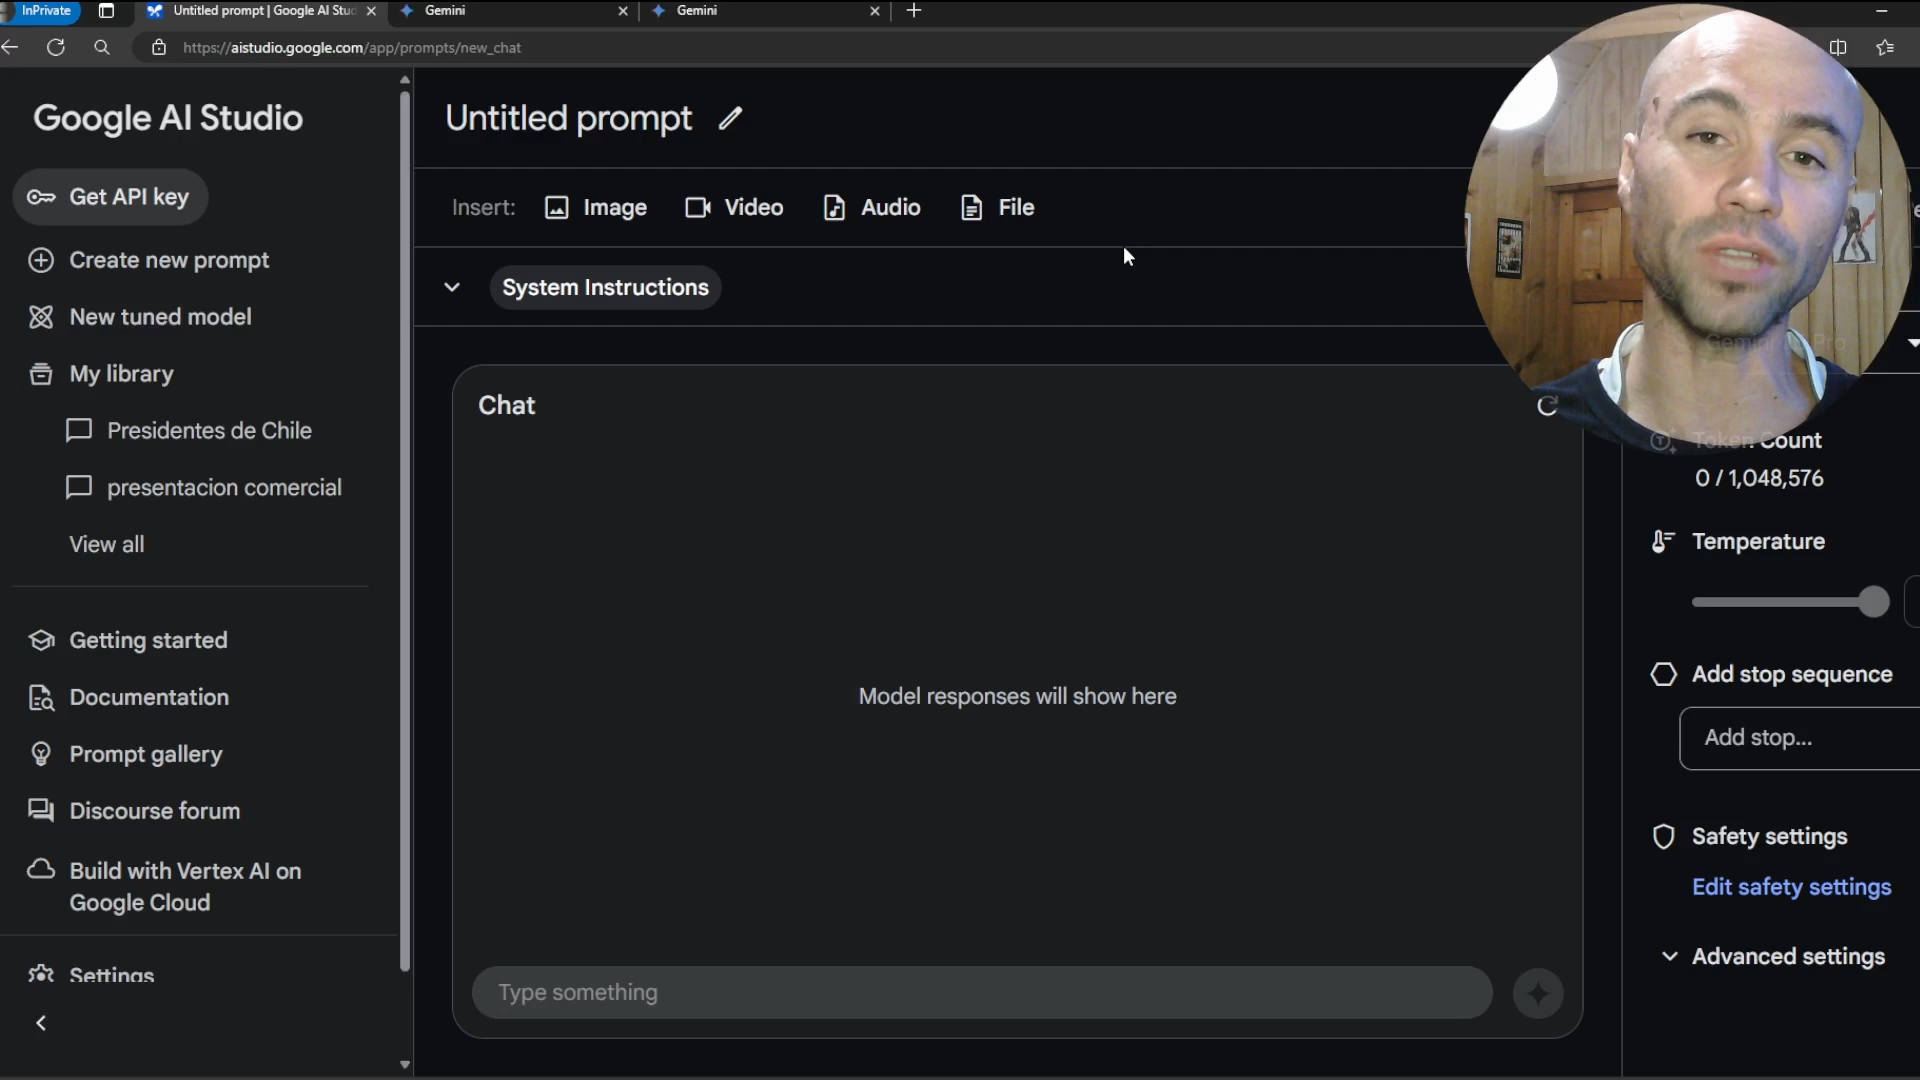 InPrivate
Untitled prompt | Google AI Stu
Gemini
Gemini
https://aistudio.google.com/app/prompts/new_chat
Google AI Studio
Untitled prompt
Get API key
Insert:
Image
Video
Audio
File
Create new prompt
System Instructions
New tuned model
My library
Chat
Presidentes de Chile
Token Count
presentacion comercial
0 / 1,048,576
View all
Temperature
Getting started
Add stop sequence
Documentation
Model responses will show here
Add stop...
Prompt gallery
Discourse forum
Safety settings
Build with Vertex AI on
Google Cloud
Edit safety settings
Advanced settings
Settings
Type something